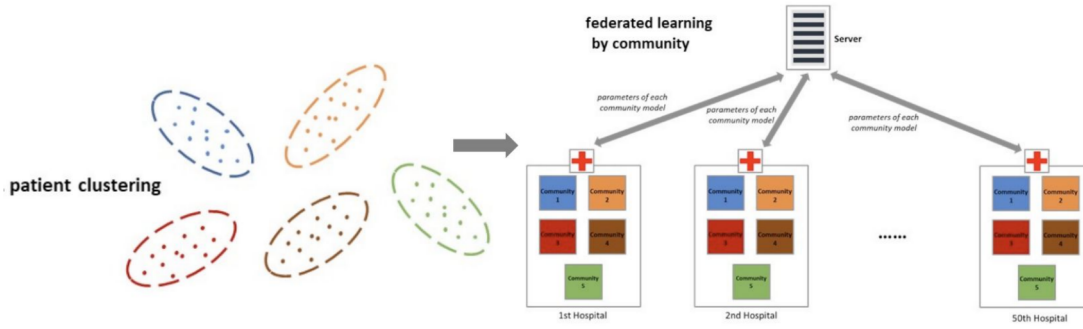 . patient clustering
federated learning
by community
Server
parameters of each
community model
parameters of each
community model
parameters of each
community model
Community
1
Community
2
Community
3
Community
4
Community
5
1st Hospital
Community
1
Community
2
Community
3
Community
4
Community
5
2nd Hospital
......
Community
1
Community
2
Community
3
Community
4
Community
5
50th Hospital